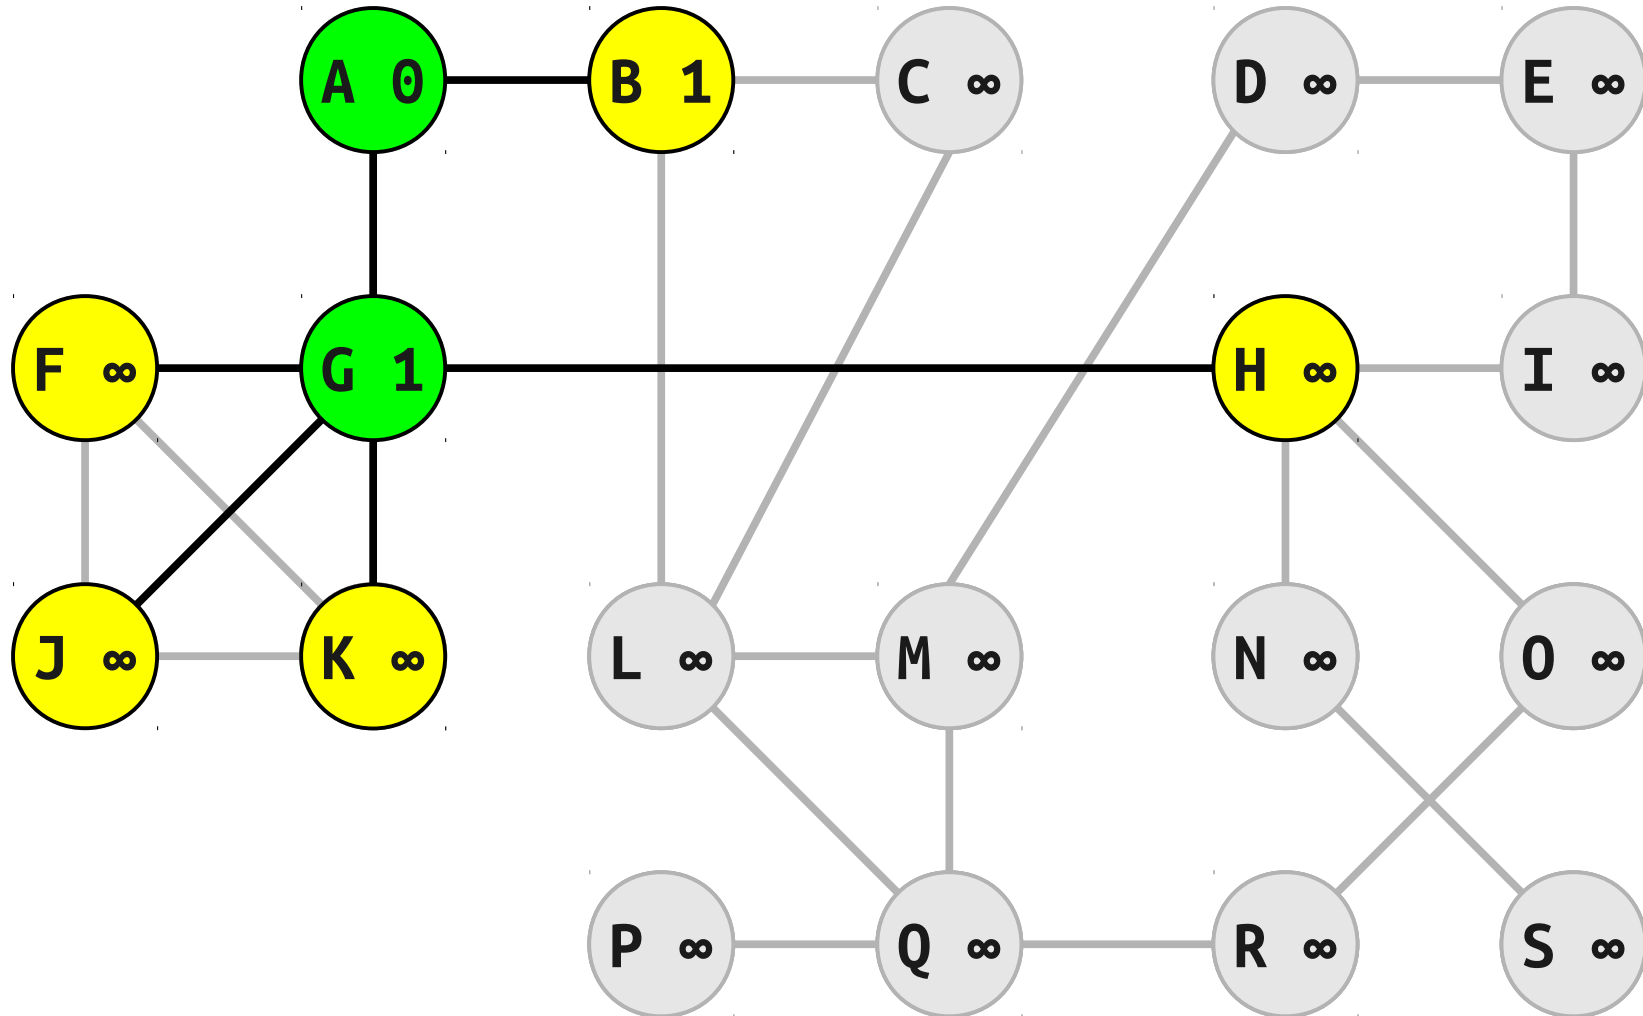 A 0 B 1 C ∞ D ∞ E ∞
F ∞ G 1 H ∞ I ∞
J ∞ K ∞ L ∞ M ∞ N ∞ O ∞
P ∞ Q ∞ R ∞ S ∞